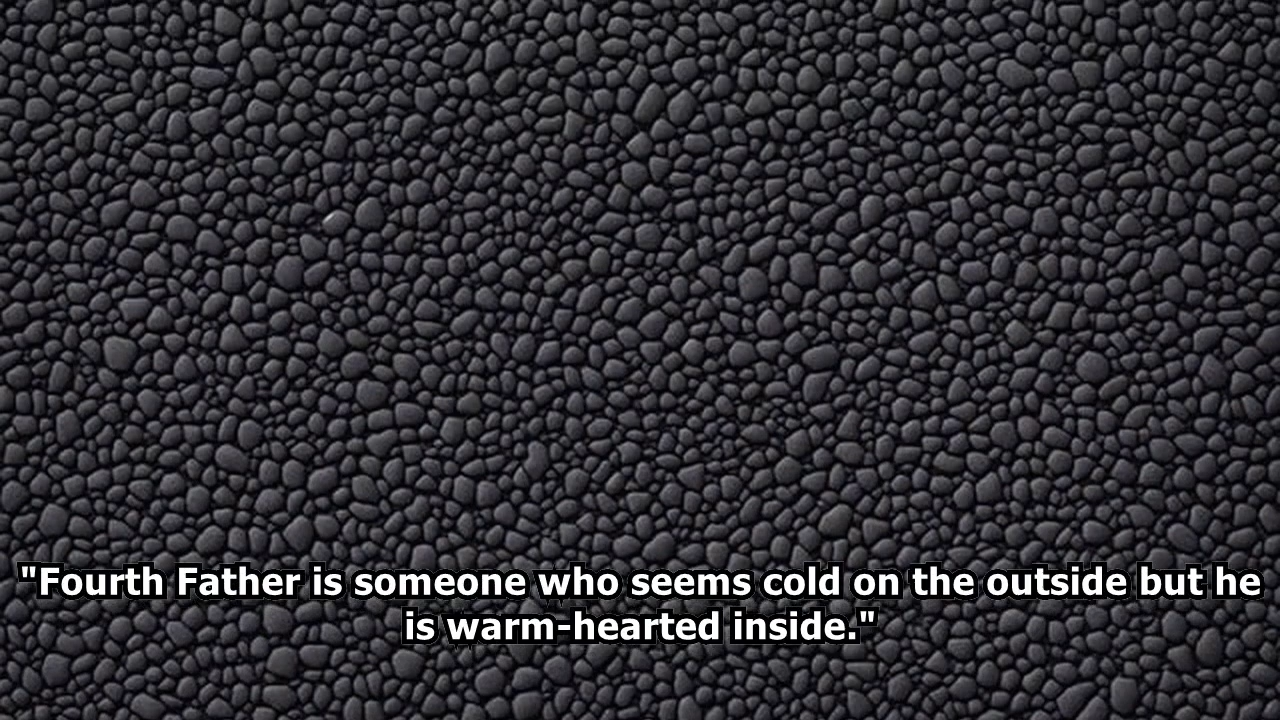 "Fourth Father is someone who seems cold on the outside but he
is warm-hearted inside."